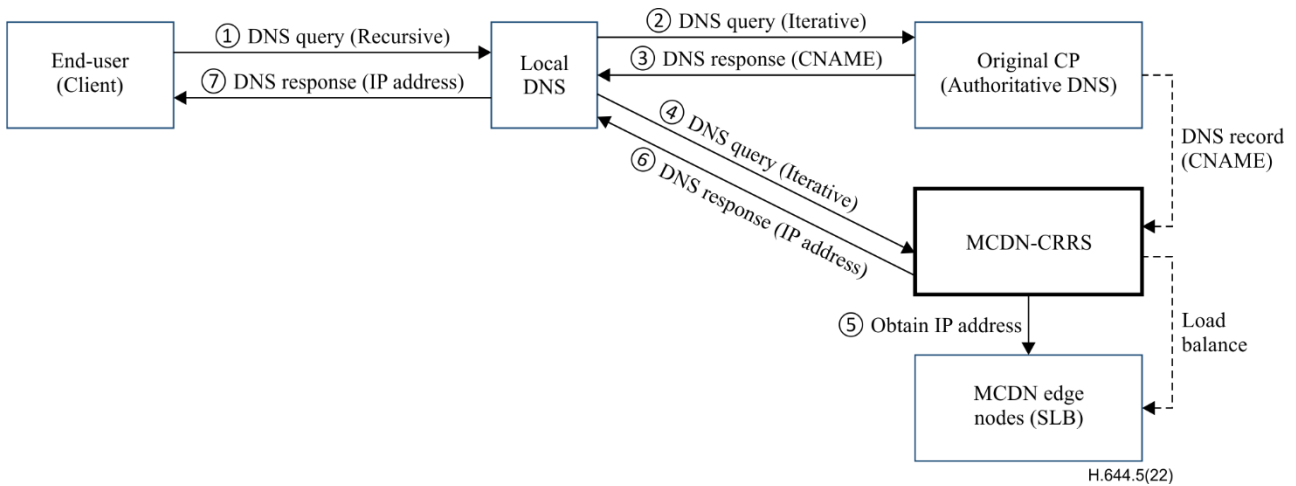 ① DNS query (Recursive)
② DNS query (Iterative)
End-user
(Client)
Local
DNS
Original CP
(Authoritative DNS)
③ DNS response (CNAME)
⑦ DNS response (IP address)
④ DNS query (Iterative)
⑥ DNS response (IP address)
DNS record
(CNAME)
MCDN-CRRS
⑤ Obtain IP address
Load
balance
MCDN edge
nodes (SLB)
H.644.5(22)